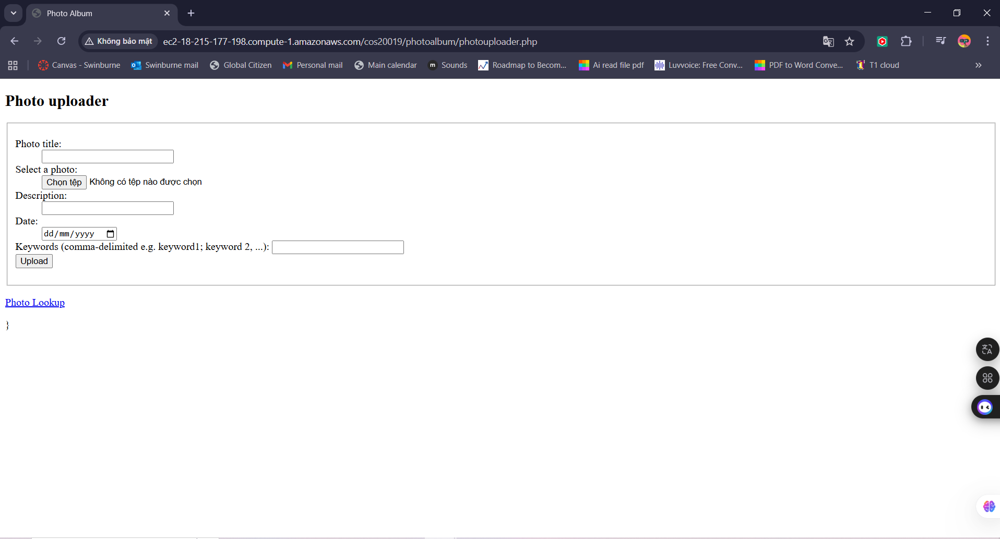 Photo Album
Không bảo mật
ec2-18-215-177-198.compute-1.amazonaws.com/cos20019/photoalbum/photouploader.php
Canvas - Swinburne
Swinburne mail
Global Citizen
Personal mail
Main calendar
m
Sounds
Roadmap to Becom...
Ai read file pdf
Luvvoice: Free Conv...
PDF to Word Conve...
T1 cloud
Photo uploader
Photo title:
Select a photo:
Chọn tệp Không có tệp nào được chọn
Description:
Date:
dd/mm/yyyy
Keywords (comma-delimited e.g. keyword1; keyword 2, ...):
Upload
Photo Lookup
}